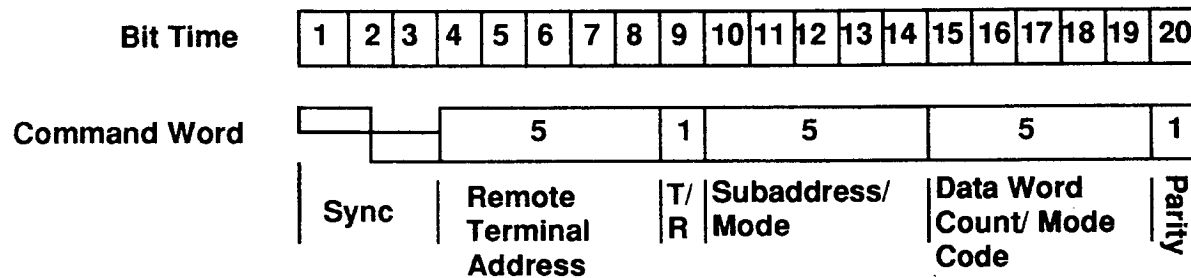 Bit Time 1 2 3 4 5 6 7 8 9 10 11 12 13 14 15 16 17 18 19 20
Command Word 5 1 5 5 1
Sync
Remote
Terminal
Address
T/
R
Subaddress/
Mode
Data Word
Count/ Mode
Code
Parity